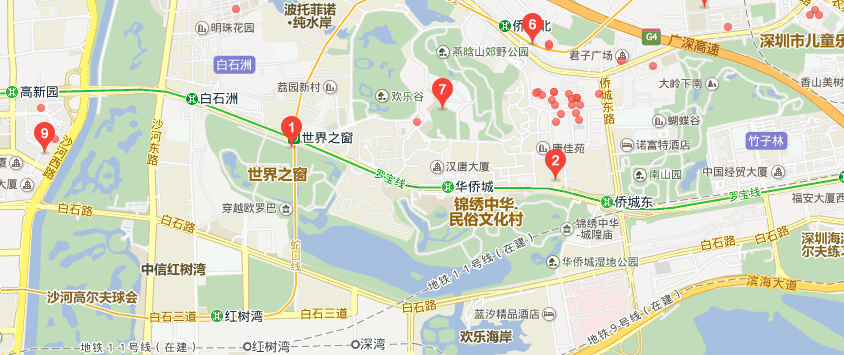 波托菲诺
·纯水岸
明珠花园
侨城北
6
G4
广深高速
深圳市儿童乐
燕晗山郊野公园
君子广场
白石洲
荔园新村
欢乐谷
7
侨城东路
大岭下南
香山美树
高新园
白石洲
9
沙河西路
沙河东路
1
世界之窗
蝴蝶谷
康佳苑
诺富特酒店
竹子林
大厦
大厦
世界之窗
罗宝线
汉唐大厦
2
华侨城
南山园
中国经贸大厦
侨城东
罗宝线
福安大厦西
穿越欧罗巴
锦绣中华.
民俗文化村
锦绣中华
-城隍庙
白石路
白石路
白石路
白石路
蛇口线
深圳海滨
尔夫练习
中信红树湾
华侨城湿地公园
地铁11号线(在建)
滨海大道
沙河高尔夫球会
白石三道
红树湾
白石三道
白石路
蓝汐精品酒店
欢乐海岸
地铁9号线(在建)
地铁11号线(在建)
红树湾
深湾